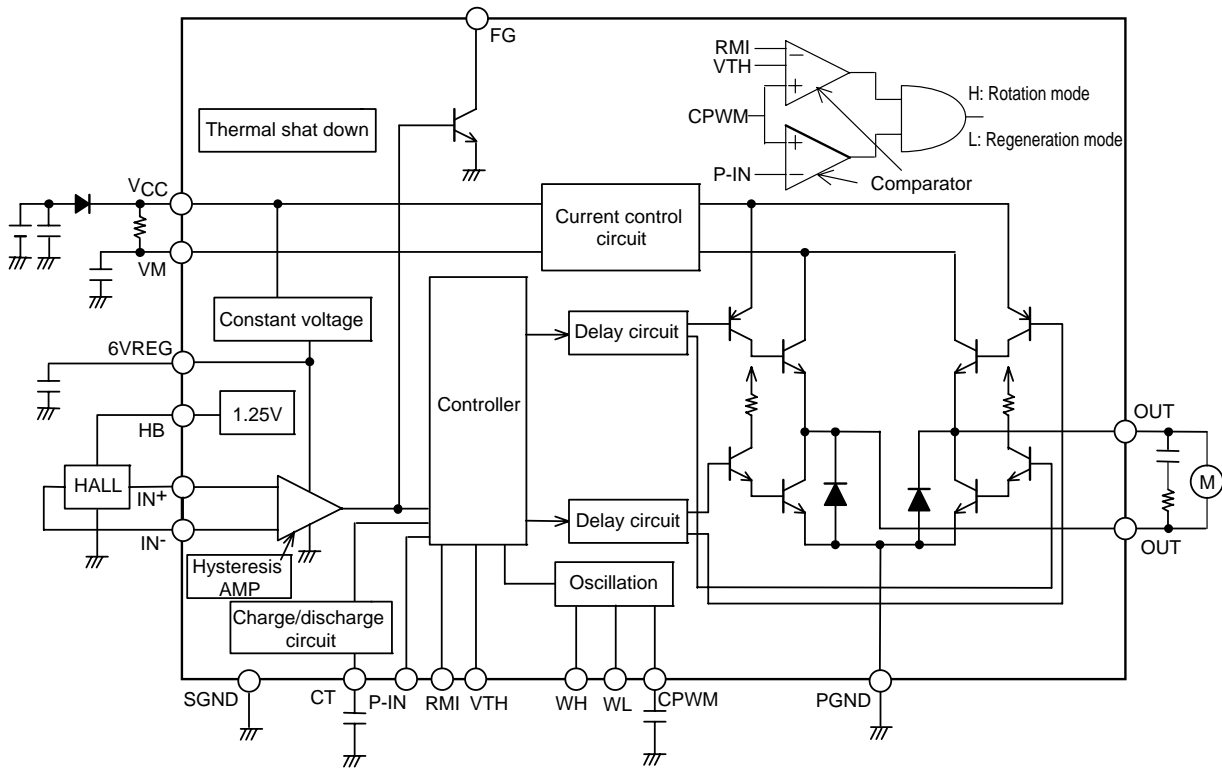 FG
RMI
VTH
CPWM
P-IN
H: Rotation mode
L: Regeneration mode
Comparator
Thermal shat down
VCC
VM
Current control
circuit
Constant voltage
6VREG
1.25V
HB
HALL
IN+
IN-
Hysteresis
AMP
Controller
Delay circuit
Delay circuit
Oscillation
Charge/discharge
circuit
OUT
M
OUT
SGND
CT
P-IN
RMI
VTH
WH
WL
CPWM
PGND